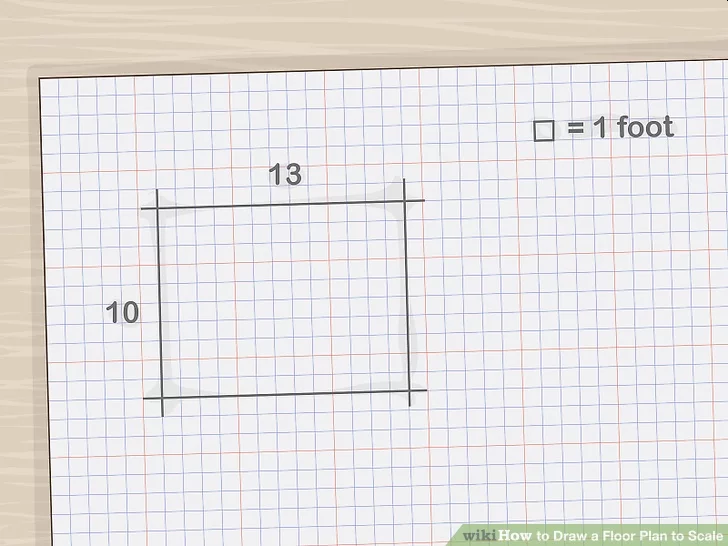 □ = 1 foot
13
10
wikiHow to Draw a Floor Plan to Scale